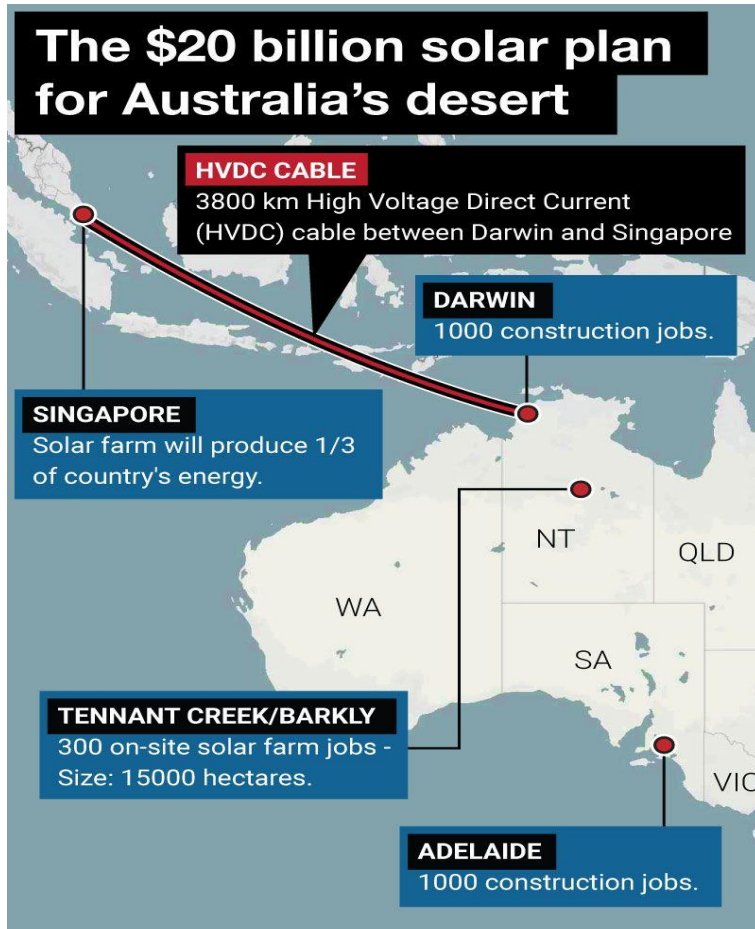 The $20 billion solar plan
for Australia's desert
HVDC CABLE
3800 km High Voltage Direct Current
(HVDC) cable between Darwin and Singapore
DARWIN
1000 construction jobs.
SINGAPORE
Solar farm will produce 1/3
of country's energy.
NT
QLD
WA
SA
TENNANT CREEK/BARKLY
300 on-site solar farm jobs -
Size: 15000 hectares.
VIC
ADELAIDE
1000 construction jobs.